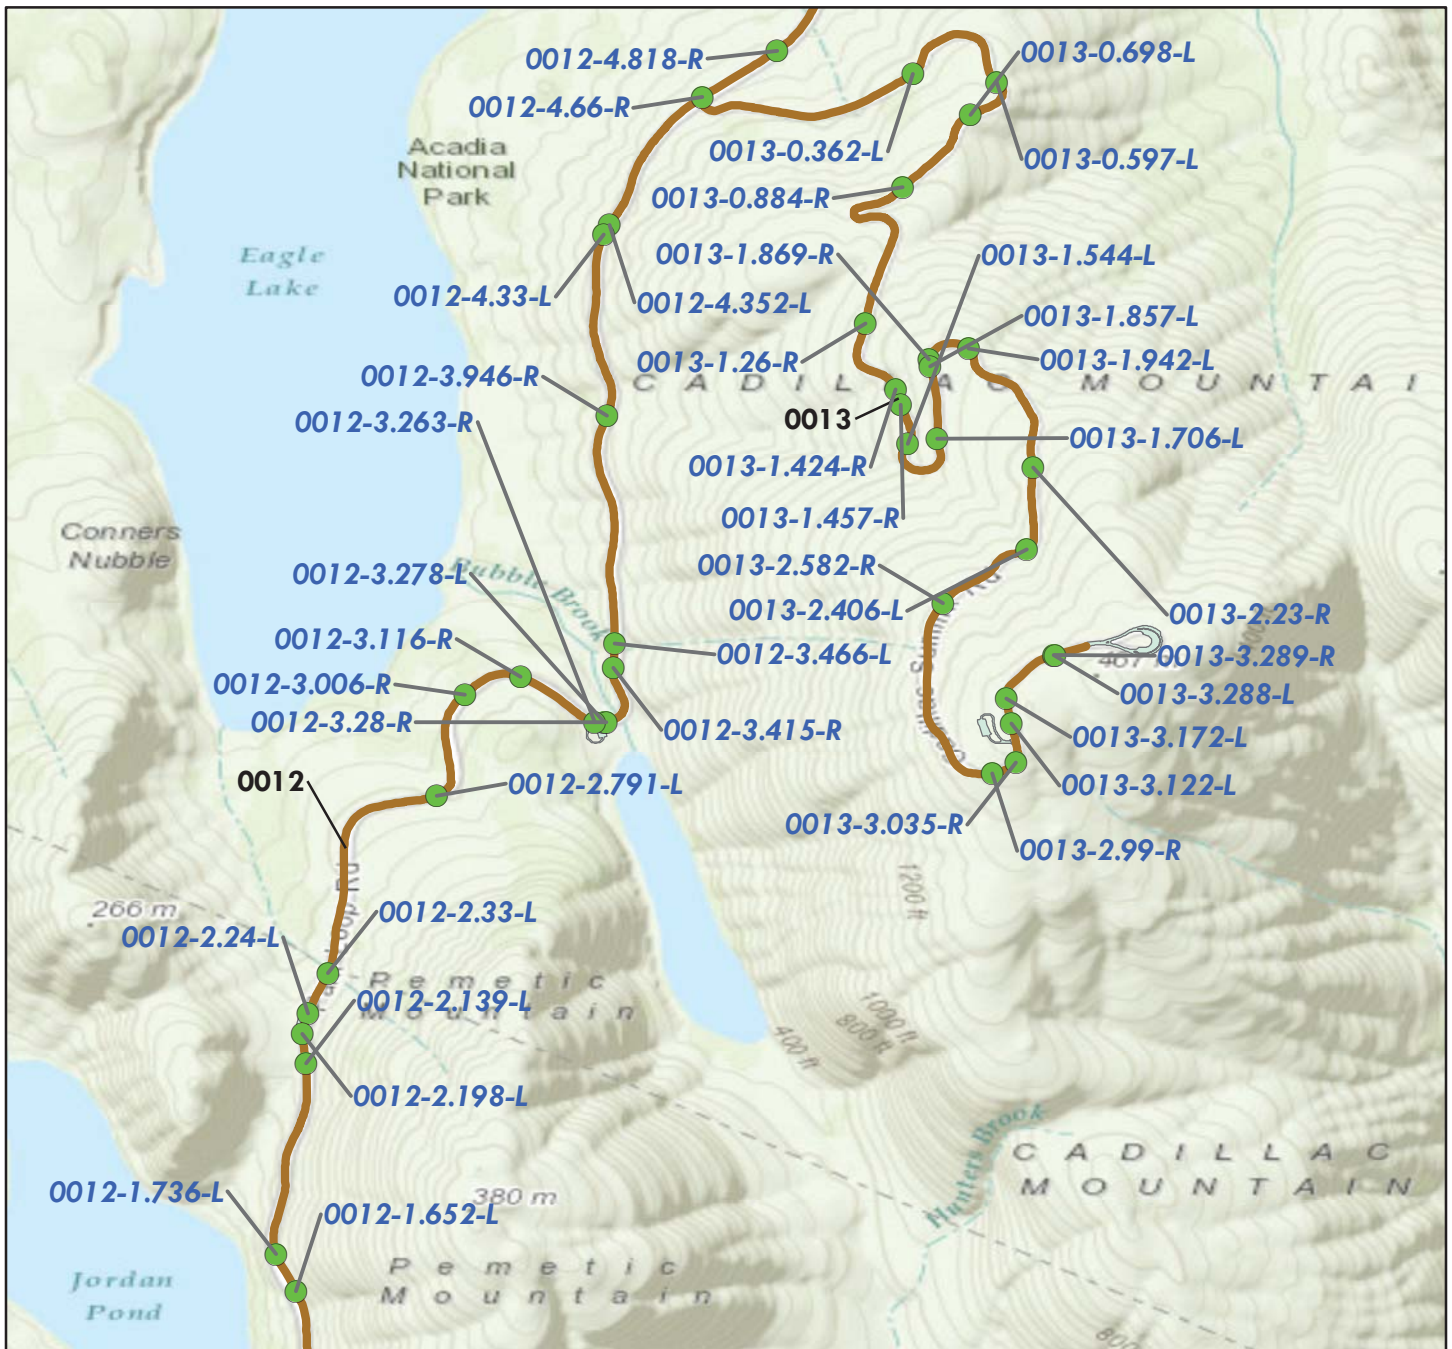 0012-4.818-R
0013-0.698-L
0012-4.66-R
Acadia
National
Park
0013-0.362-L
0013-0.597-L
0013-0.884-R
Eagle
Lake
0013-1.869-R
0013-1.544-L
0012-4.33-L
0012-4.352-L
0013-1.857-L
0013-1.26-R
0013-1.942-L
0012-3.946-R
CADILLAC MOUNTAI
0012-3.263-R
0013
0013-1.706-L
0013-1.424-R
0013-1.457-R
Conners
Nubble
Bubble Brook
0012-3.278-L
0013-2.582-R
0013-2.406-L
0013-2.23-R
0012-3.116-R
0012-3.466-L
467 m
0013-3.289-R
0012-3.006-R
0013-3.288-L
0012-3.28-R
0012-3.415-R
0013-3.172-L
0012
0012-2.791-L
0013-3.122-L
0013-3.035-R
0013-2.99-R
1200 ft
266 m
0012-2.33-L
0012-2.24-L
Pemetic
Mountain
0012-2.139-L
1000 ft
800 ft
400 ft
0012-2.198-L
Hunters Brook
CADILLAC
MOUNTAIN
0012-1.736-L
380 m
0012-1.652-L
Jordan
Pond
Pemetic
Mountain